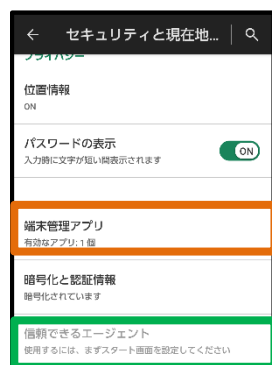 ← セキュリティと現在地...
プライバシー
位置情報
ON
パスワードの表示
入力時に文字が短い間表示されます
ON
端末管理アプリ
有効なアプリ: 1 個
暗号化と認証情報
暗号化されています
信頼できるエージェント
使用するには、まずスタート画面を設定してください